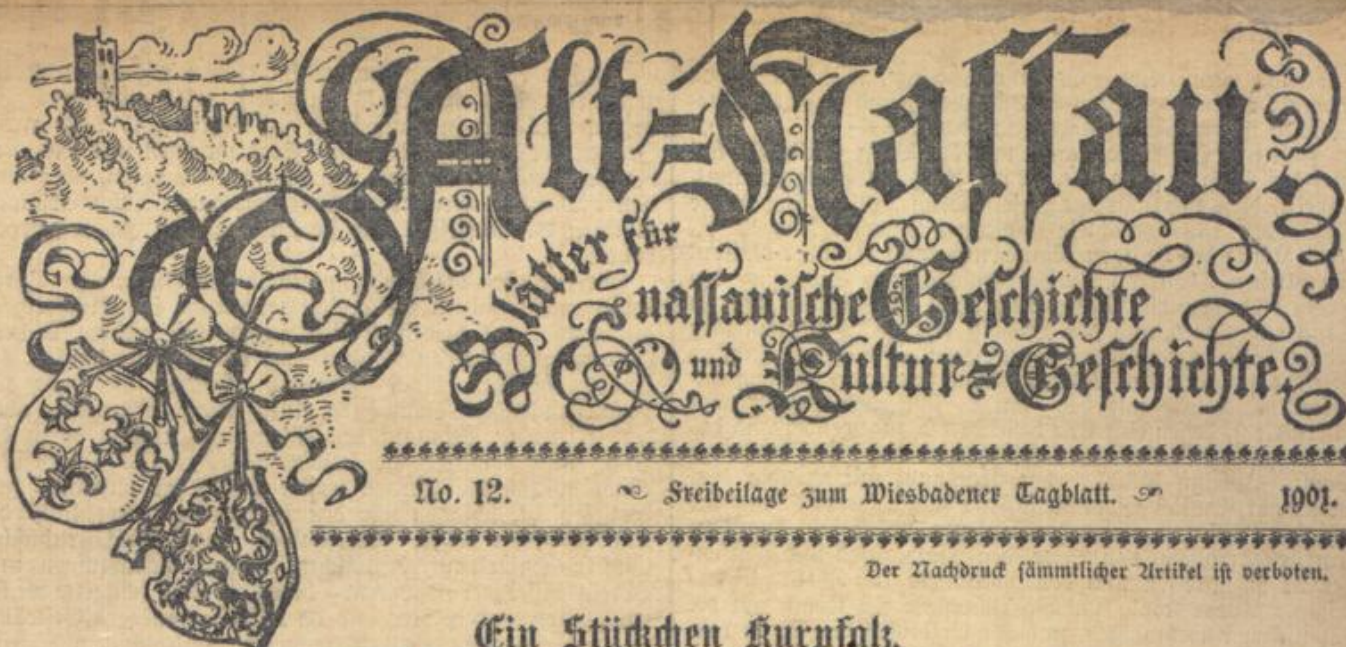 Alt-Nassau.
Blätter für
nassauische Geschichte
und Kultur-Geschichte
No. 12. Freibeilage zum Wiesbadener Tagblatt. 1901.
Der Nachdruck sämmtlicher Artikel ist verboten.
Ein Stückchen Kurpfalz.